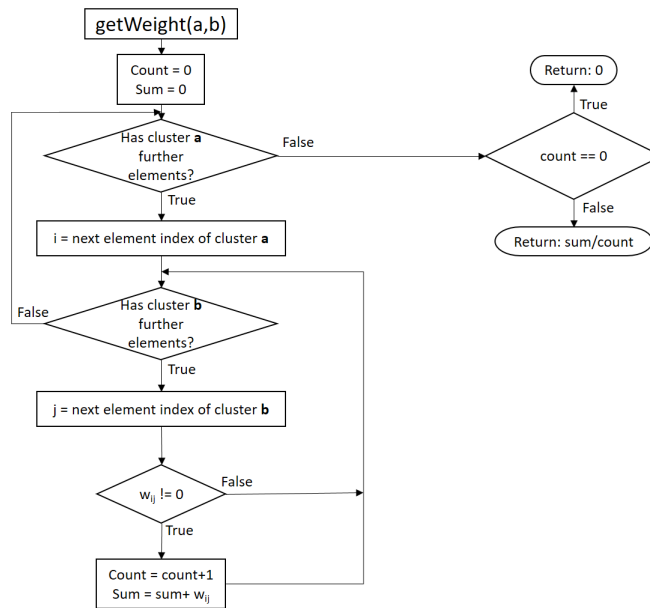 getWeight(a,b)
Count = 0
Sum = 0
Has cluster a
further
elements?
False
True
i = next element index of cluster a
Has cluster b
further
elements?
False
True
j = next element index of cluster b
wij != 0
False
True
Count = count+1
Sum = sum+ wij
Return: 0
True
count == 0
False
Return: sum/count